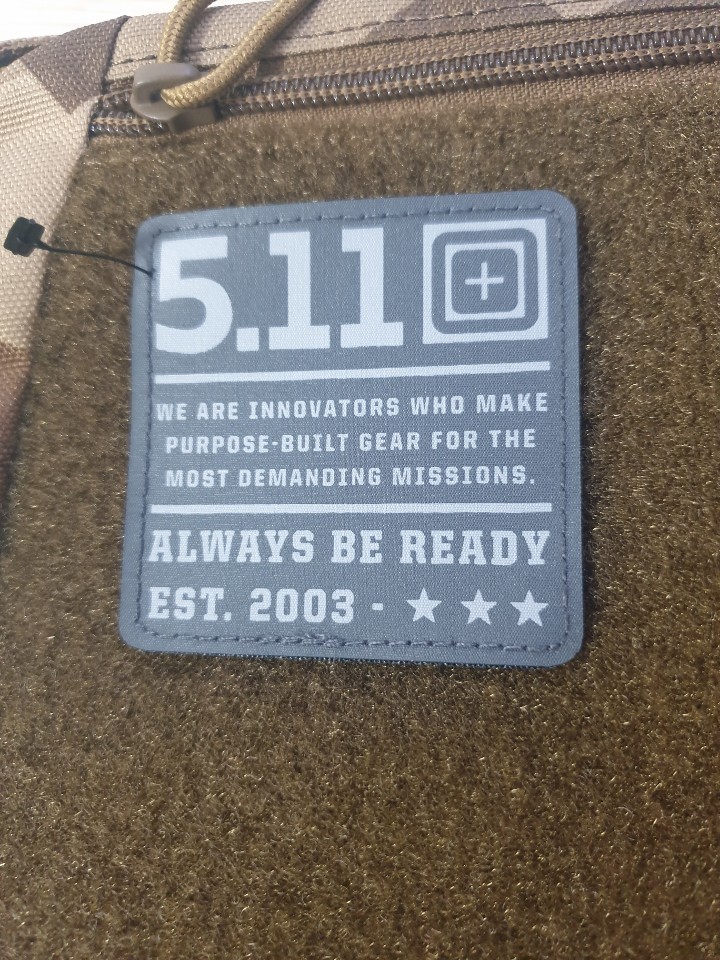 5.11
WE ARE INNOVATORS WHO MAKE
PURPOSE-BUILT GEAR FOR THE
MOST DEMANDING MISSIONS.
ALWAYS BE READY
EST. 2003 - ★ ★ ★